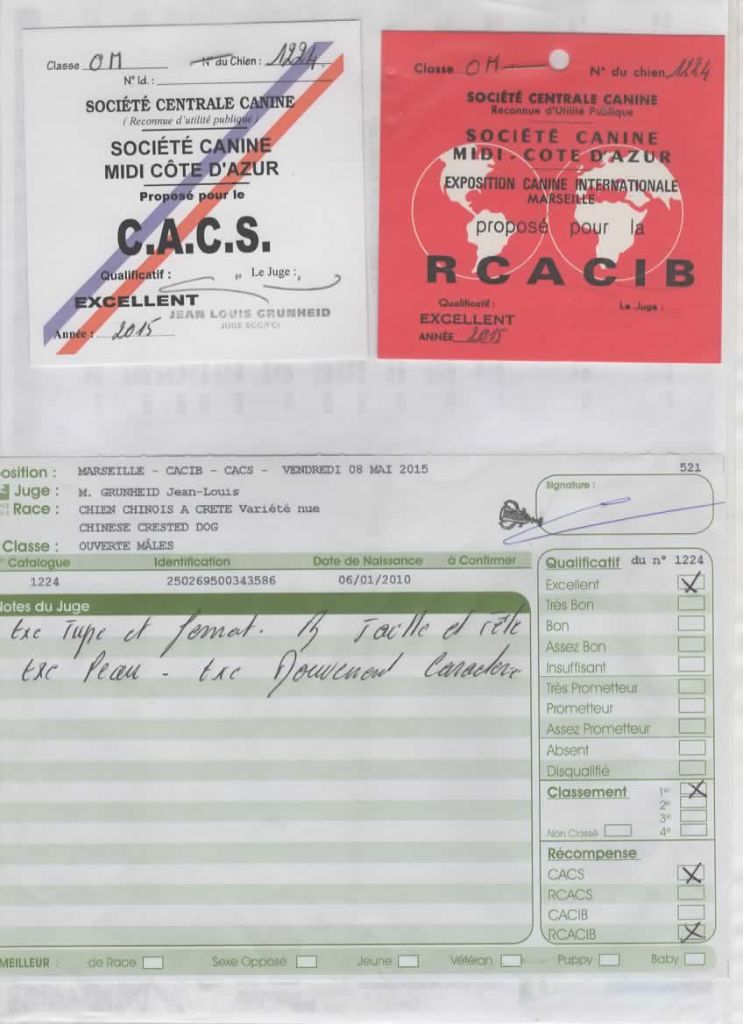 Classe OM N° du Chien : 1224
N° Id. :
SOCIÉTÉ CENTRALE CANINE
( Reconnue d'utilité publique )
SOCIÉTÉ CANINE
MIDI CÔTE D'AZUR
Proposé pour le
C.A.C.S.
Qualificatif : " Le Juge :
EXCELLENT
JEAN LOUIS GRUNHEID
JUGE SCC/FCI
Année : 2015
Classe OM N° du chien 1224
SOCIÉTÉ CENTRALE CANINE
Reconnue d'Utilité Publique
SOCIÉTÉ CANINE
MIDI - COTE D'AZUR
EXPOSITION CANINE INTERNATIONALE
MARSEILLE
proposé pour la
RCACIB
Qualificatif : Le Juge :
EXCELLENT
ANNÉE 2015
osition : MARSEILLE - CACIB - CACS - VENDREDI 08 MAI 2015 521
Juge : M. GRUNHEID Jean-Louis
Signature :
Race : CHIEN CHINOIS A CRETE Variété nue
CHINESE CRESTED DOG
Classe : OUVERTE MÂLES
Catalogue Identification Date de Naissance à Confirmer
1224 250269500343586 06/01/2010
Notes du Juge
Exc Type et format. B Taille et Tête
Exc Peau - Exc Mouvement Caractere
Qualificatif du n° 1224
Excellent X
Très Bon
Bon
Assez Bon
Insuffisant
Très Prometteur
Prometteur
Assez Prometteur
Absent
Disqualifié
Classement 1er X
2e
3e
Non Classé 4e
Récompense
CACS X
RCACS
CACIB
RCACIB X
MEILLEUR : de Race Sexe Opposé Jeune Vétéran Puppy Baby